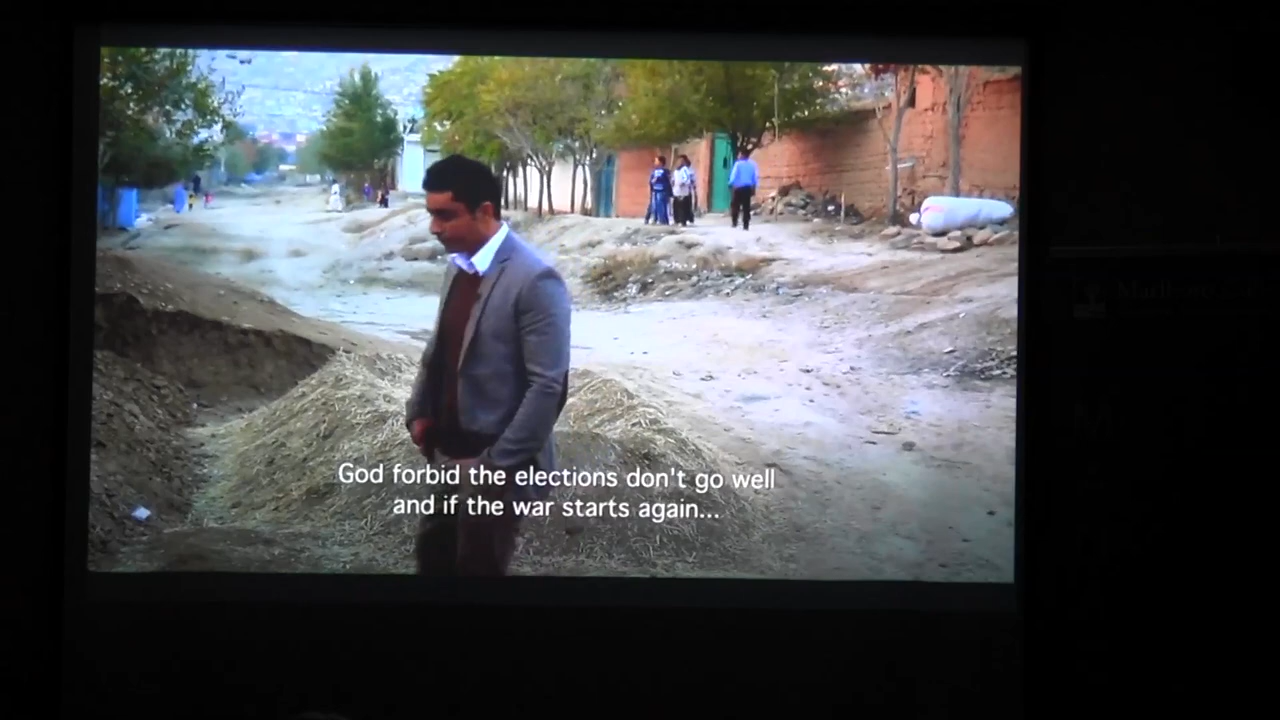 God forbid the elections don't go well
and if the war starts again...